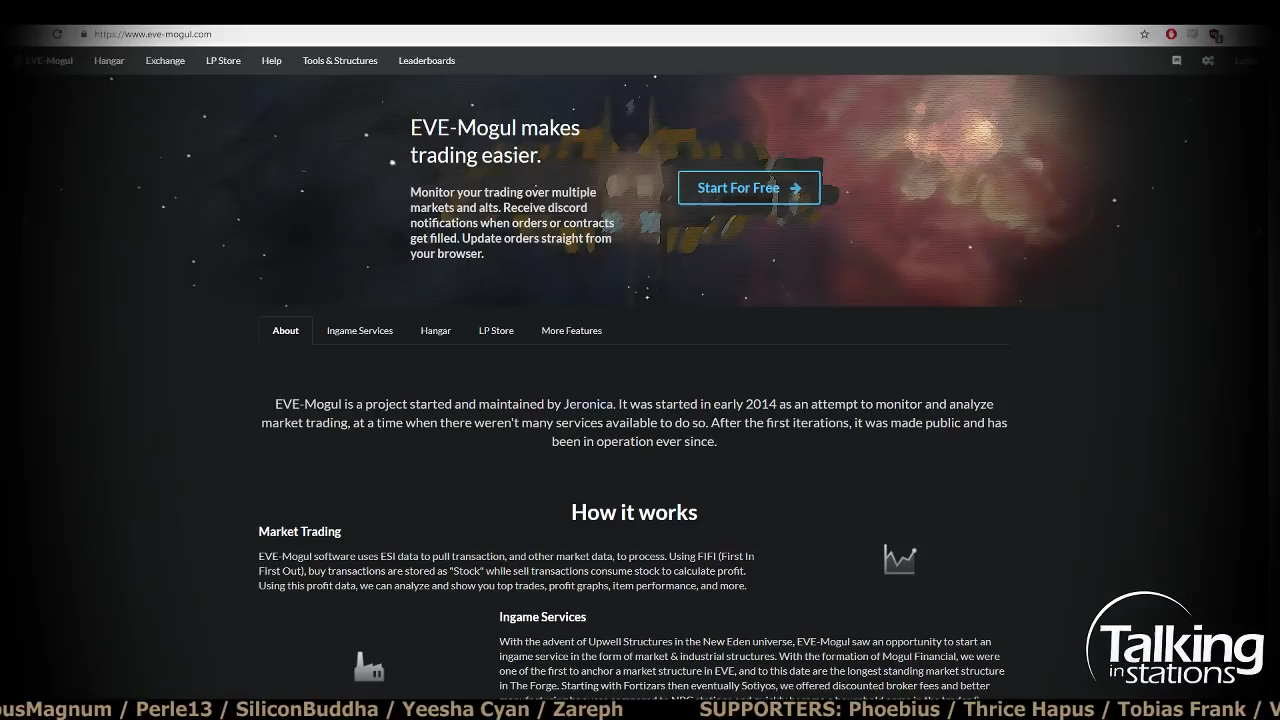 https://www.eve-mogul.com
EVE-Mogul Hangar Exchange LP Store Help Tools & Structures Leaderboards Login
EVE-Mogul makes
trading easier.
Monitor your trading over multiple
markets and alts. Receive discord
notifications when orders or contracts
get filled. Update orders straight from
your browser.
Start For Free
About Ingame Services Hangar LP Store More Features
EVE-Mogul is a project started and maintained by Jeronica. It was started in early 2014 as an attempt to monitor and analyze
market trading, at a time when there weren't many services available to do so. After the first iterations, it was made public and has
been in operation ever since.
How it works
Market Trading
EVE-Mogul software uses ESI data to pull transaction, and other market data, to process. Using FIFI (First In
First Out), buy transactions are stored as "Stock" while sell transactions consume stock to calculate profit.
Using this profit data, we can analyze and show you top trades, profit graphs, item performance, and more.
Ingame Services
With the advent of Upwell Structures in the New Eden universe, EVE-Mogul saw an opportunity to start an
ingame service in the form of market & industrial structures. With the formation of Mogul Financial, we were
one of the first to anchor a market structure in EVE, and to this date are the longest standing market structure
in The Forge. Starting with Fortizars then eventually Sotiyos, we offered discounted broker fees and better
Talking
in STATIONS
ousMagnum / Perle13 / SiliconBuddha / Yeesha Cyan / Zareph SUPPORTERS: Phoebius / Thrice Hapus / Tobias Frank / V